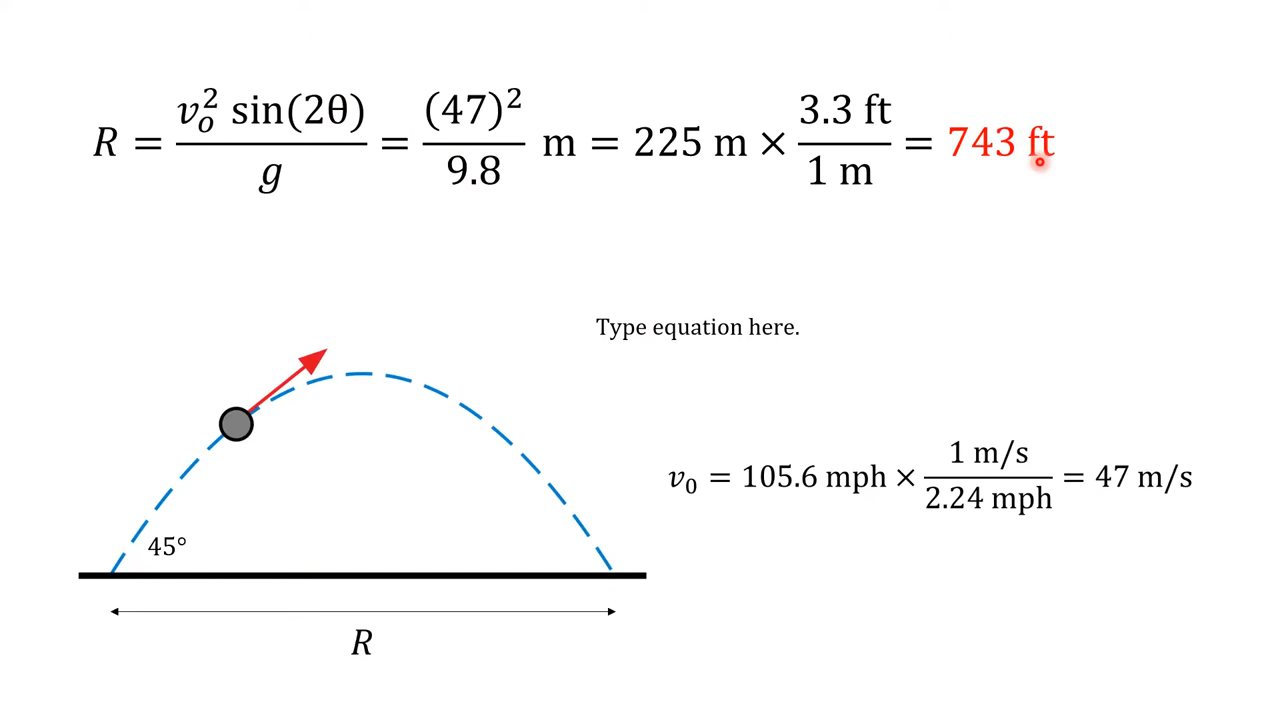 R = v_o^2 sin(2θ) / g = (47)^2 / 9.8 m = 225 m × 3.3 ft / 1 m = 743 ft
Type equation here.
v_0 = 105.6 mph × 1 m/s / 2.24 mph = 47 m/s
45°
R